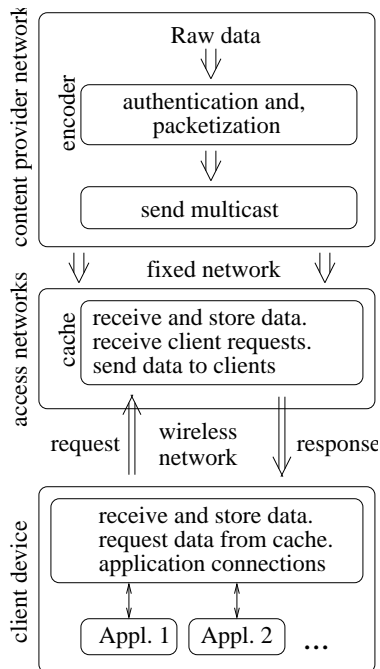 content provider network
Raw data
encoder
authentication and,
packetization
send multicast
fixed network
access networks
cache
receive and store data.
receive client requests.
send data to clients
request
wireless
network
response
client device
receive and store data.
request data from cache.
application connections
Appl. 1
Appl. 2
...